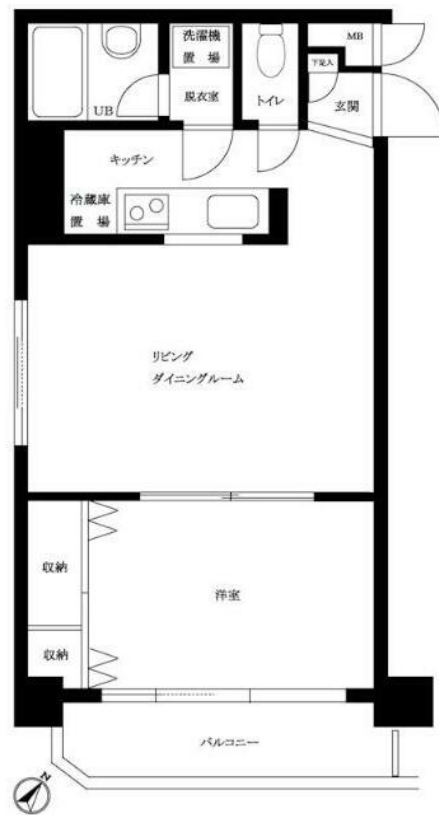 洗濯機
置 場
脱衣室
UB
トイレ
MB
下足入
玄関
キッチン
冷蔵庫
置 場
リビング
ダイニングルーム
収納
洋室
収納
バルコニー
N